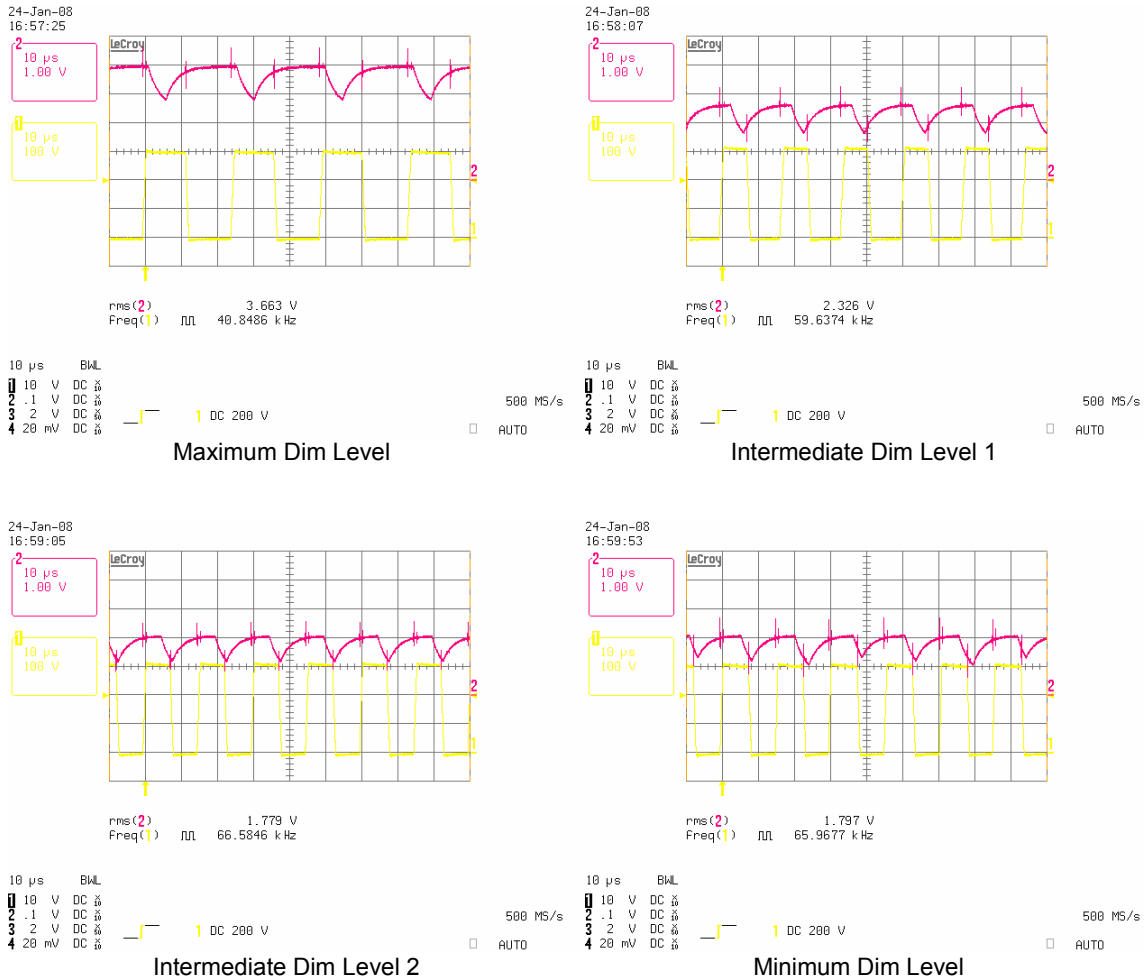 24-Jan-08
16:57:25
2
10 µs
1.00 V
1
10 µs
100 V
LeCroy
2
1
rms(2) 3.663 V
freq(1) 40.8486 kHz
10 µs BWL
1 10 V DC
2 .1 V DC
3 2 V DC
4 20 mV DC
1 DC 200 V
500 MS/s
AUTO
Maximum Dim Level
24-Jan-08
16:58:07
2
10 µs
1.00 V
1
10 µs
100 V
LeCroy
2
1
rms(2) 2.326 V
freq(1) 59.6374 kHz
10 µs BWL
1 10 V DC
2 .1 V DC
3 2 V DC
4 20 mV DC
1 DC 200 V
500 MS/s
AUTO
Intermediate Dim Level 1
24-Jan-08
16:59:05
2
10 µs
1.00 V
1
10 µs
100 V
LeCroy
2
1
rms(2) 1.779 V
freq(1) 66.5846 kHz
10 µs BWL
1 10 V DC
2 .1 V DC
3 2 V DC
4 20 mV DC
1 DC 200 V
500 MS/s
AUTO
Intermediate Dim Level 2
24-Jan-08
16:59:53
2
10 µs
1.00 V
1
10 µs
100 V
LeCroy
2
1
rms(2) 1.797 V
freq(1) 65.9677 kHz
10 µs BWL
1 10 V DC
2 .1 V DC
3 2 V DC
4 20 mV DC
1 DC 200 V
500 MS/s
AUTO
Minimum Dim Level